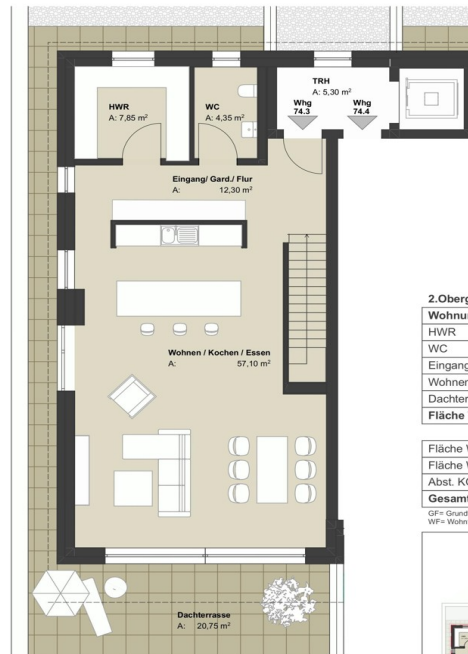 TRH
A: 5,30 m²
Whg
74.3
Whg
74.4
HWR
A: 7,85 m²
WC
A: 4,35 m²
Eingang/ Gard./ Flur
A: 12,30 m²
Wohnen / Kochen / Essen
A: 57,10 m²
Dachterrasse
A: 20,75 m²
2.Oberg
Wohnu
HWR
WC
Eingang
Wohnen
Dachter
Fläche
Fläche W
Fläche W
Abst. KG
Gesamt
GF= Grund
WF= Wohn